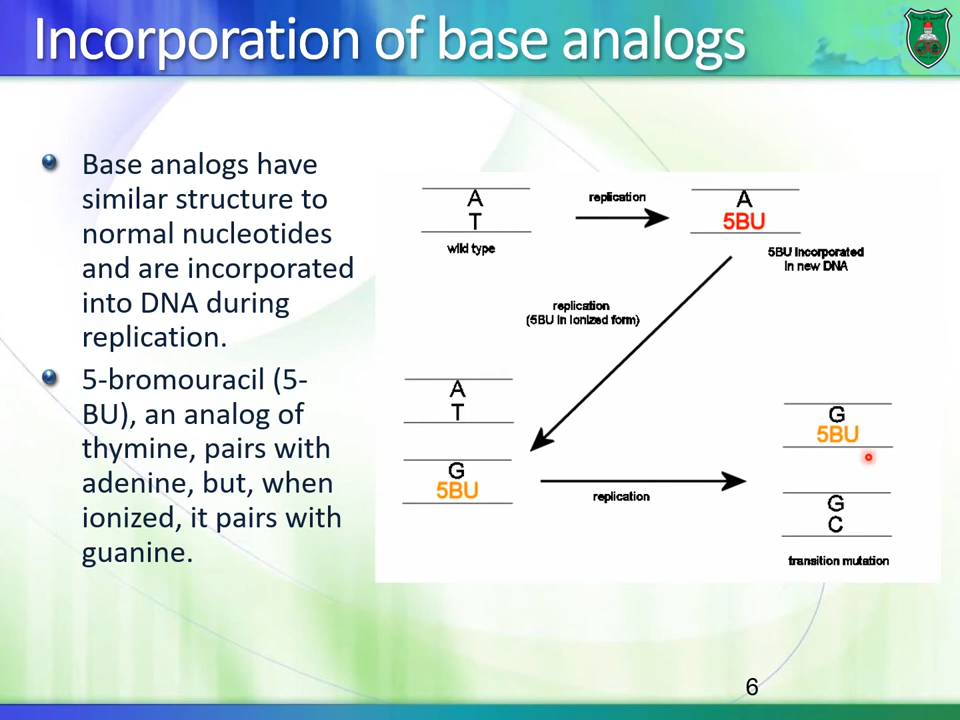 Incorporation of base analogs
Base analogs have
similar structure to
normal nucleotides
and are incorporated
into DNA during
replication.
5-bromouracil (5-
BU), an analog of
thymine, pairs with
adenine, but, when
ionized, it pairs with
guanine.
A
T
wild type
replication
A
5BU
5BU incorporated
in new DNA
replication
(5BU in ionized form)
A
T
G
5BU
replication
G
5BU
G
C
transition mutation
6